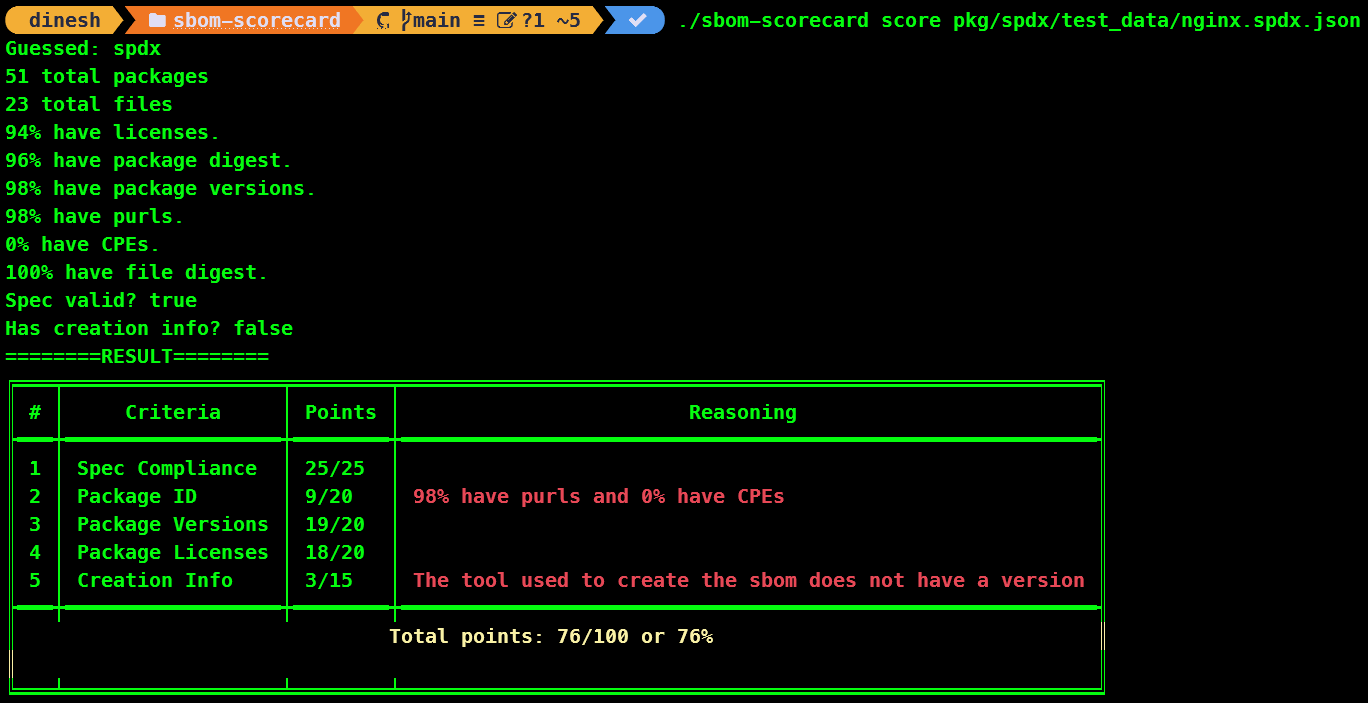 dinesh sbom-scorecard main ≡ ?1 ~5 ./sbom-scorecard score pkg/spdx/test_data/nginx.spdx.json
Guessed: spdx
51 total packages
23 total files
94% have licenses.
96% have package digest.
98% have package versions.
98% have purls.
0% have CPEs.
100% have file digest.
Spec valid? true
Has creation info? false
========RESULT========
# Criteria Points Reasoning
1 Spec Compliance 25/25
2 Package ID 9/20 98% have purls and 0% have CPEs
3 Package Versions 19/20
4 Package Licenses 18/20
5 Creation Info 3/15 The tool used to create the sbom does not have a version
Total points: 76/100 or 76%